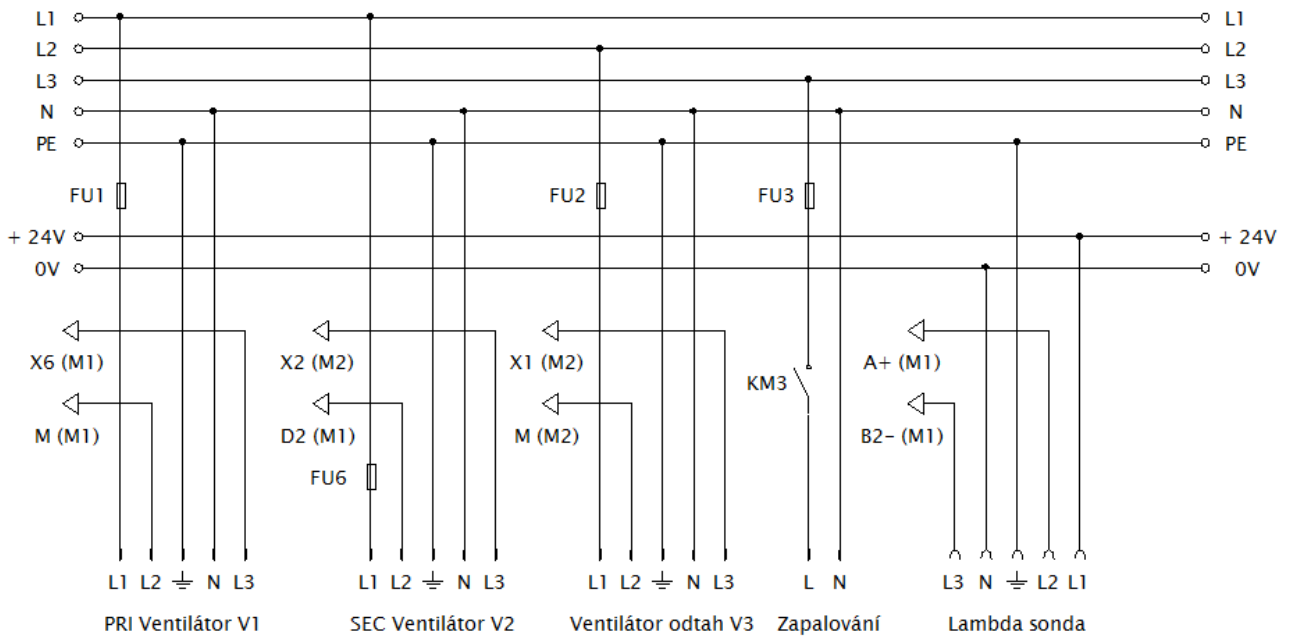 L1 L1
L2 L2
L3 L3
N N
PE PE
FU1 FU2 FU3
+ 24V + 24V
0V 0V
X6 (M1) X2 (M2) X1 (M2) A+ (M1)
KM3
M (M1) D2 (M1) M (M2) B2- (M1)
FU6
L1 L2 N L3 L1 L2 N L3 L1 L2 N L3 L N L3 N L2 L1
PRI Ventilátor V1 SEC Ventilátor V2 Ventilátor odtah V3 Zapalování Lambda sonda